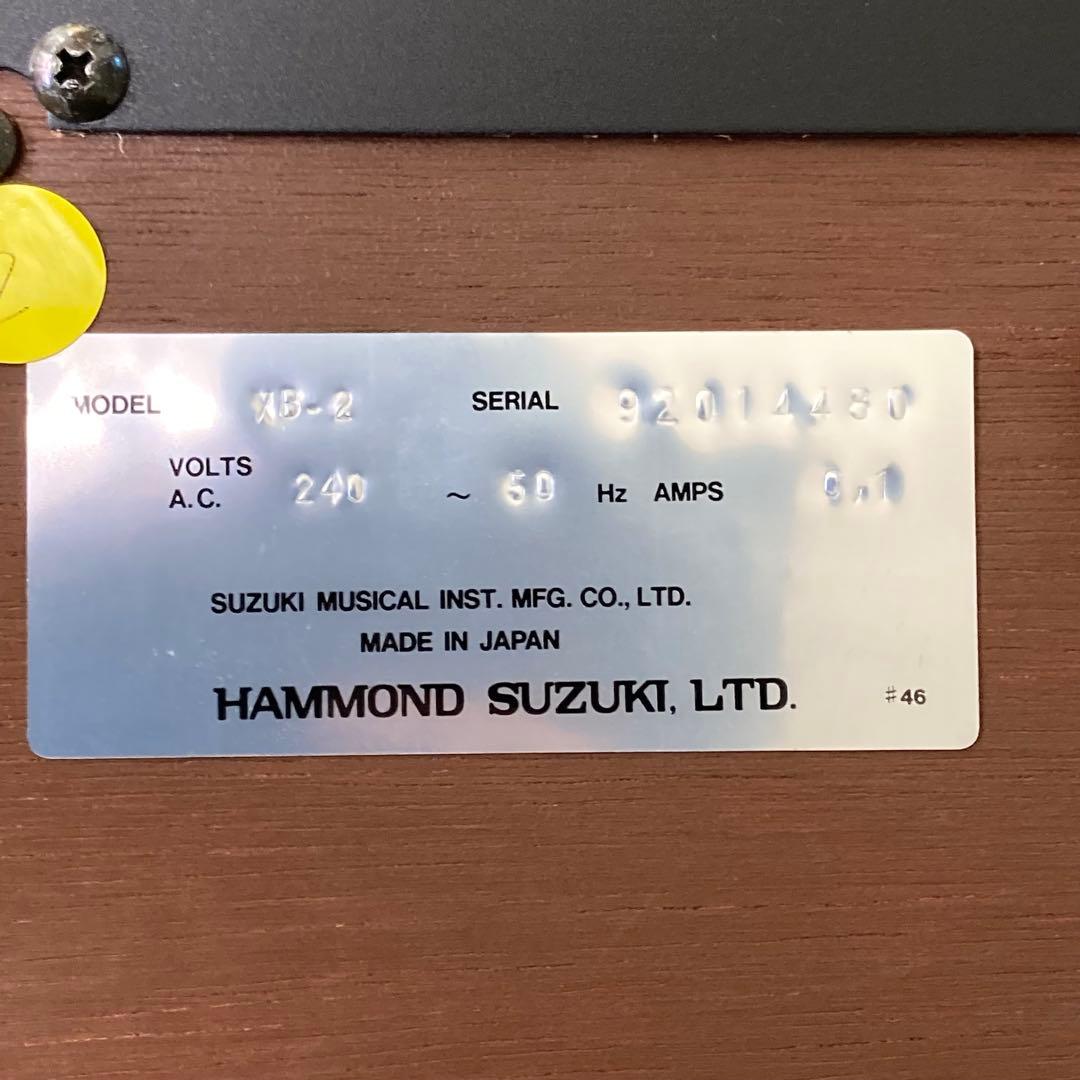 MODEL XB-2 SERIAL 92014480
VOLTS
A.C. 240 ~ 50 Hz AMPS 0.1
SUZUKI MUSICAL INST. MFG. CO., LTD.
MADE IN JAPAN
HAMMOND SUZUKI, LTD. #46